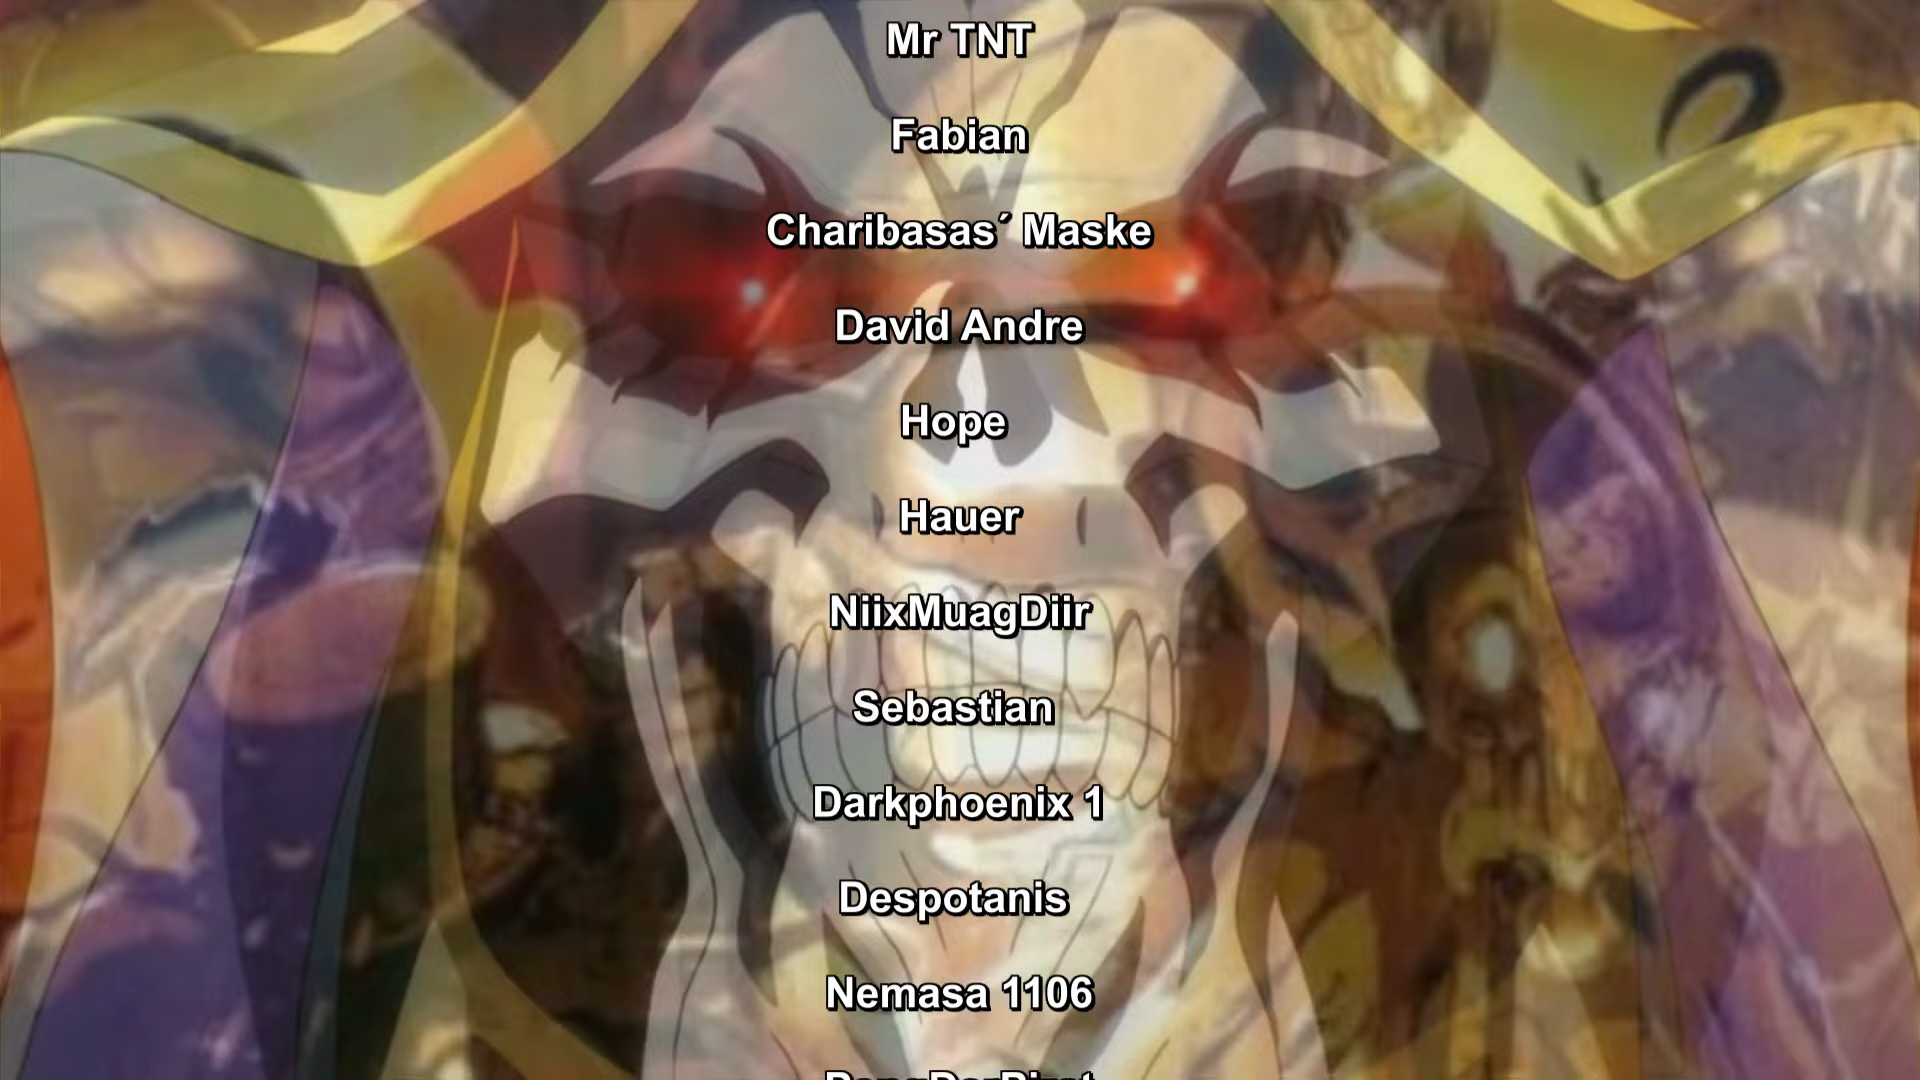 Mr TNT
Fabian
Charibasas´ Maske
David Andre
Hope
Hauer
NiixMuagDiir
Sebastian
Darkphoenix 1
Despotanis
Nemasa 1106